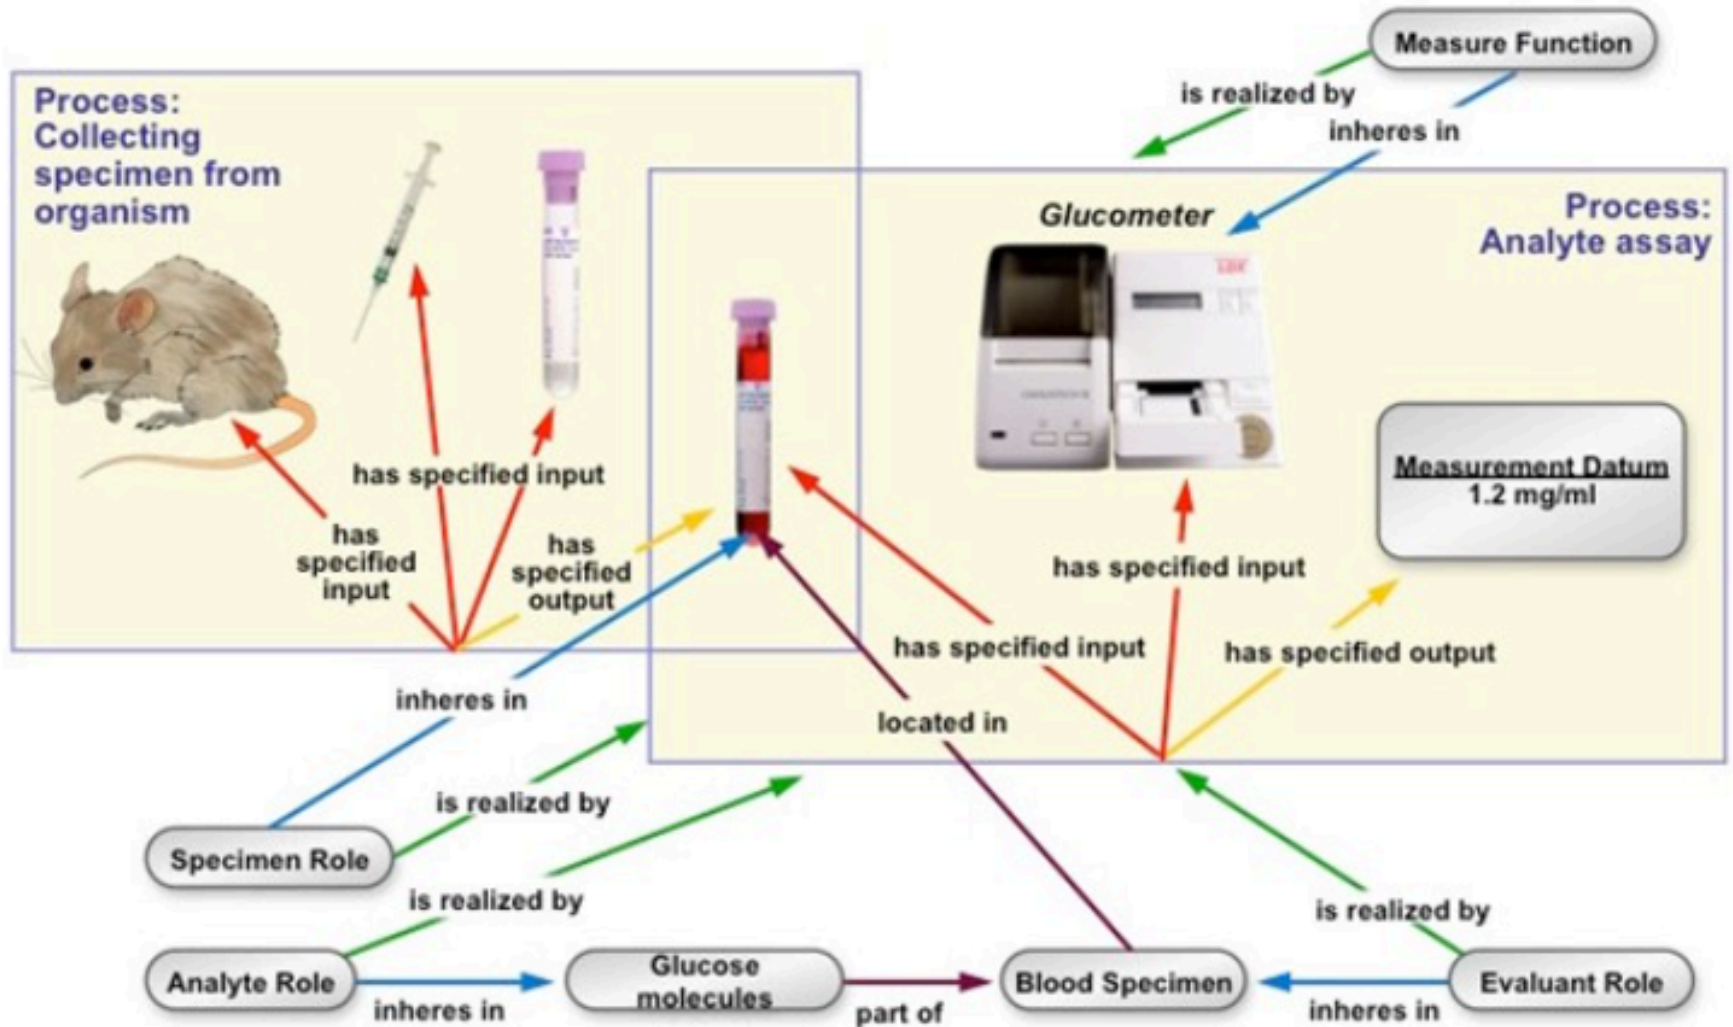 Measure Function
is realized by
inheres in
Process:
Collecting
specimen from
organism
Glucometer
Process:
Analyte assay
LDX
has specified input
has
specified
input
has
specified
output
Measurement Datum
1.2 mg/ml
has specified input
has specified input
has specified output
inheres in
located in
is realized by
Specimen Role
is realized by
is realized by
Analyte Role
inheres in
Glucose
molecules
part of
Blood Specimen
inheres in
Evaluant Role